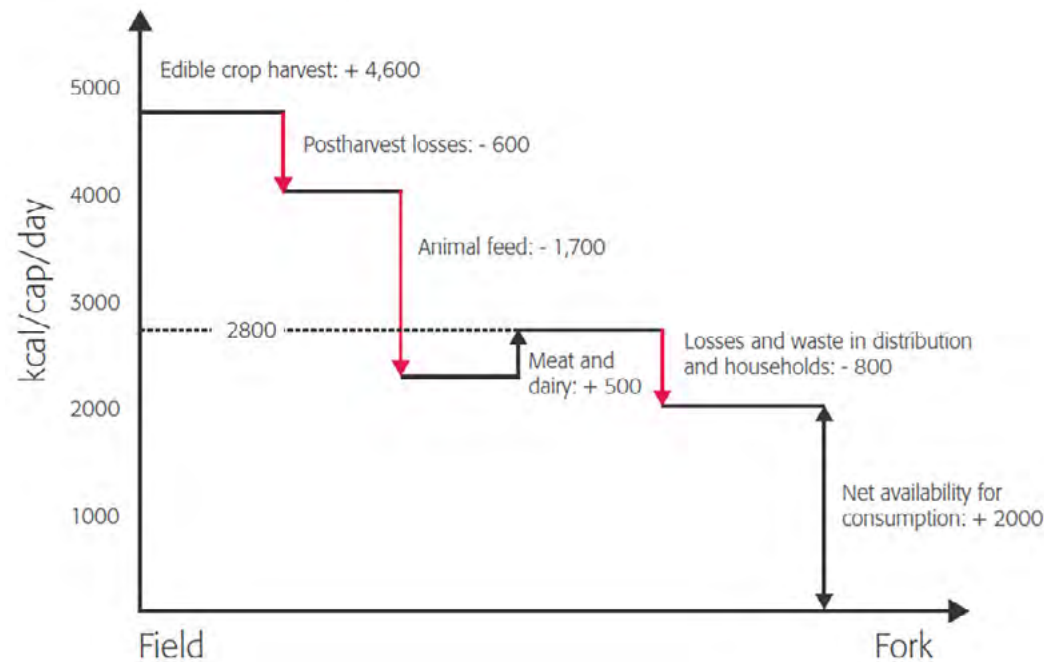 Edible crop harvest: + 4,600
5000
Postharvest losses: - 600
4000
Animal feed: - 1,700
3000
kcal/cap/day
2800
Losses and waste in distribution
and households: - 800
Meat and
dairy: + 500
2000
Net availability for
consumption: + 2000
1000
Field
Fork